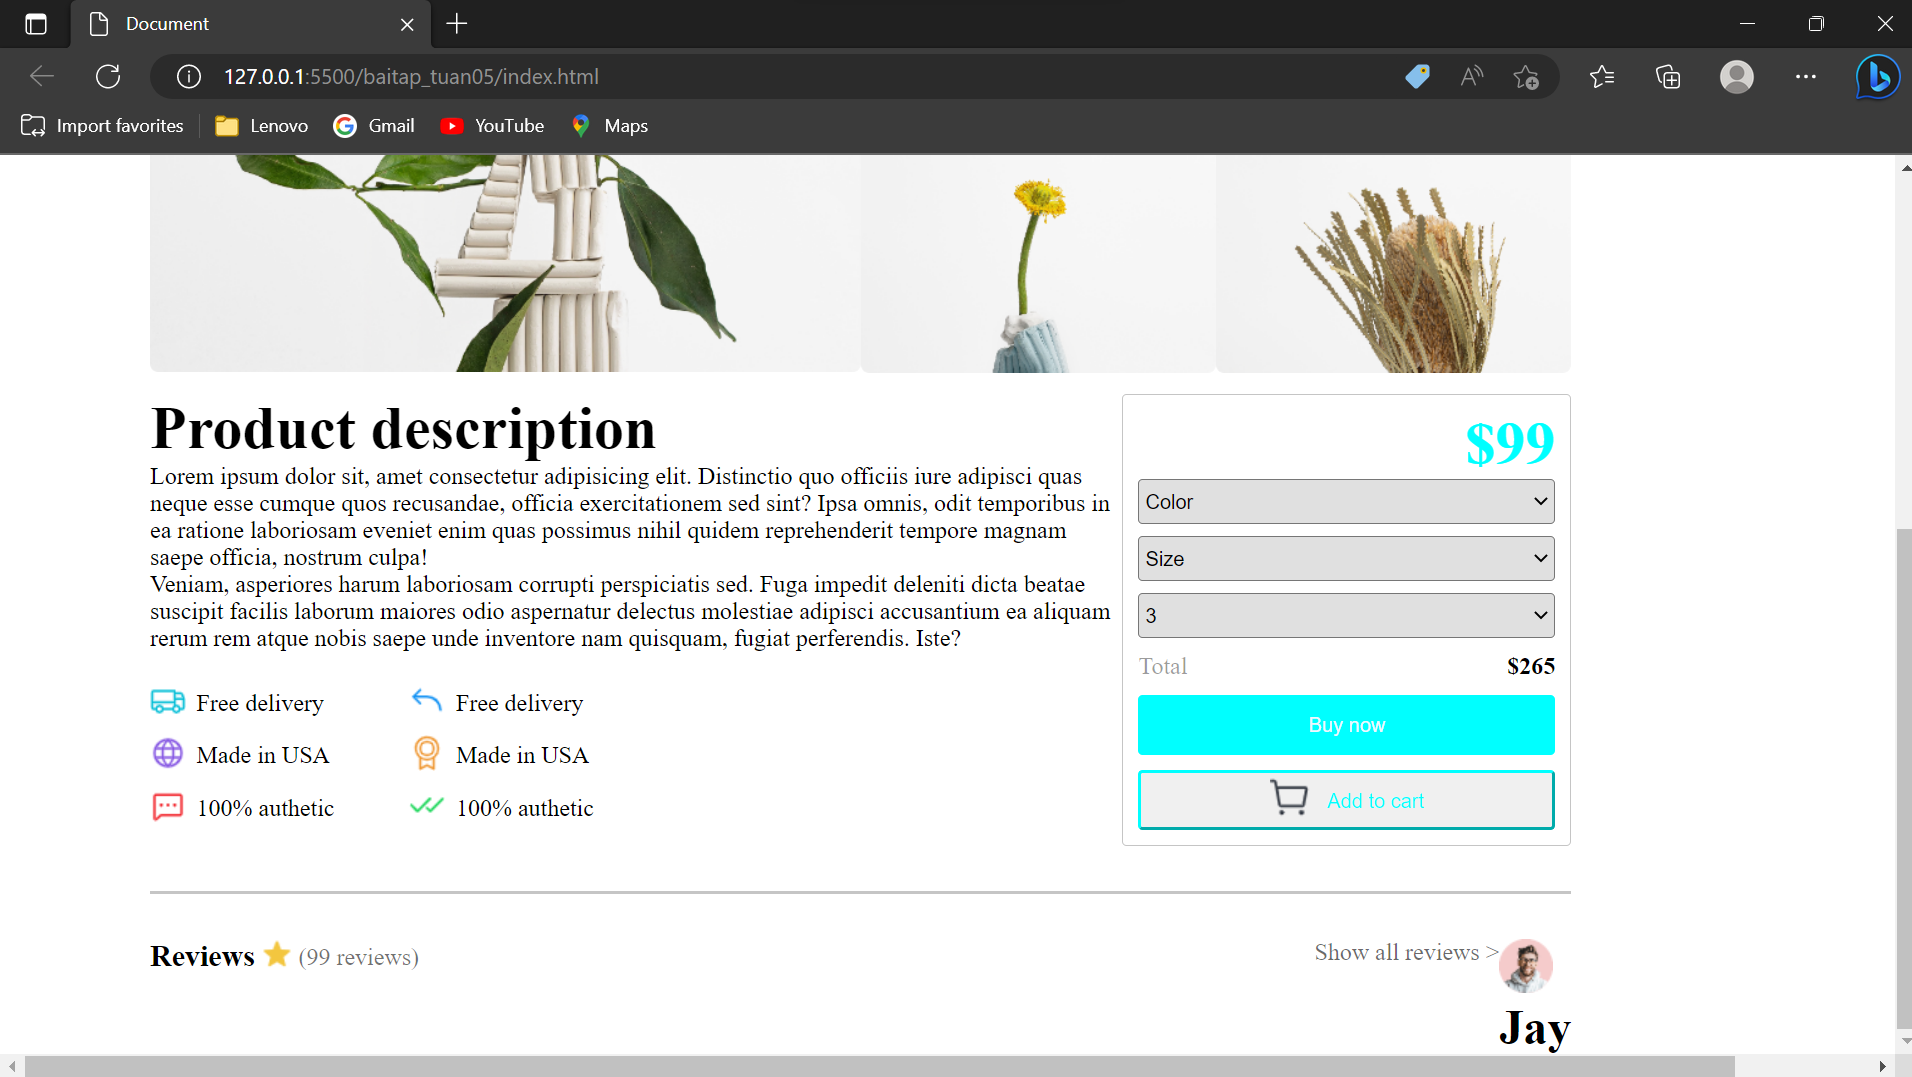 Document
127.0.0.1:5500/baitap_tuan05/index.html
Import favorites Lenovo Gmail YouTube Maps
Product description
Lorem ipsum dolor sit, amet consectetur adipisicing elit. Distinctio quo officiis iure adipisci quas
neque esse cumque quos recusandae, officia exercitationem sed sint? Ipsa omnis, odit temporibus in
ea ratione laboriosam eveniet enim quas possimus nihil quidem reprehenderit tempore magnam
saepe officia, nostrum culpa!
Veniam, asperiores harum laboriosam corrupti perspiciatis sed. Fuga impedit deleniti dicta beatae
suscipit facilis laborum maiores odio aspernatur delectus molestiae adipisci accusantium ea aliquam
rerum rem atque nobis saepe unde inventore nam quisquam, fugiat perferendis. Iste?
Free delivery Free delivery
Made in USA Made in USA
100% authetic 100% authetic
$99
Color
Size
3
Total $265
Buy now
Add to cart
Reviews (99 reviews)
Show all reviews >
Jay